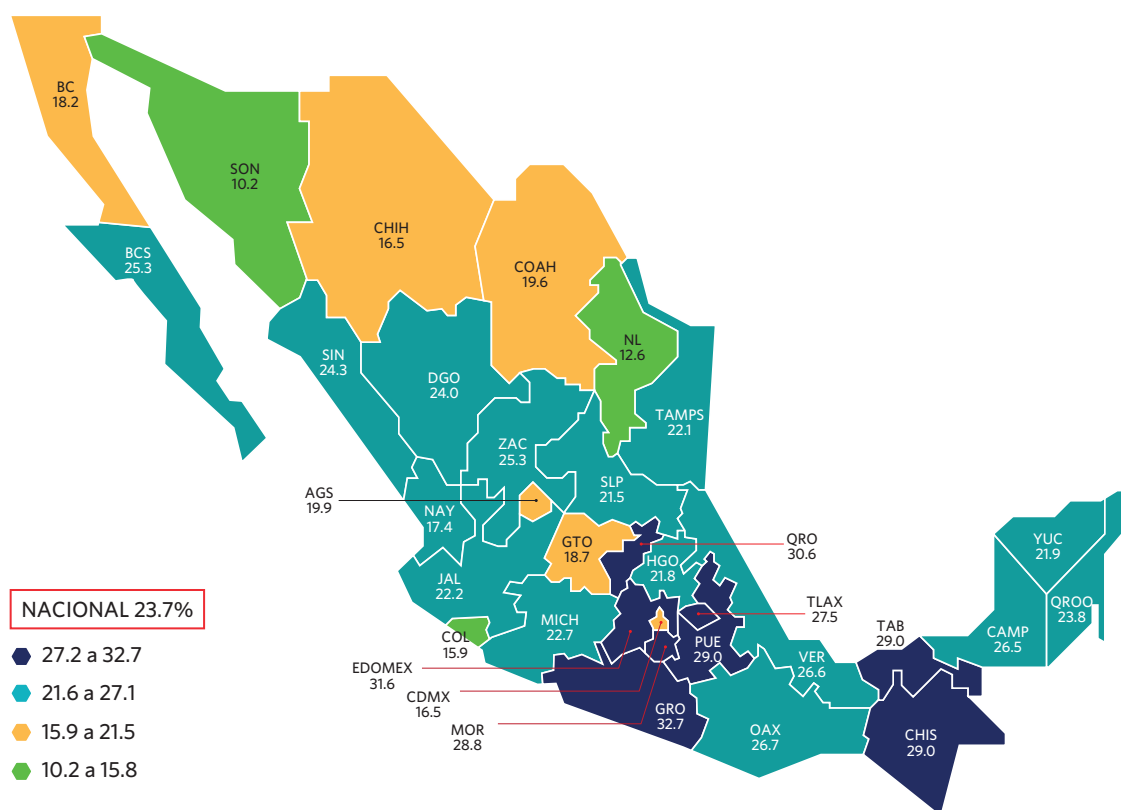 BC
18.2
SON
10.2
CHIH
16.5
COAH
19.6
BCS
25.3
NL
12.6
SIN
24.3
DGO
24.0
TAMPS
22.1
ZAC
25.3
SLP
21.5
AGS
19.9
NAY
17.4
GTO
18.7
QRO
30.6
HGO
21.8
YUC
21.9
JAL
22.2
QROO
23.8
TLAX
27.5
MICH
22.7
COL
15.9
TAB
29.0
CAMP
26.5
PUE
29.0
VER
26.6
EDOMEX
31.6
CDMX
16.5
MOR
28.8
GRO
32.7
OAX
26.7
CHIS
29.0
NACIONAL 23.7%
27.2 a 32.7
21.6 a 27.1
15.9 a 21.5
10.2 a 15.8